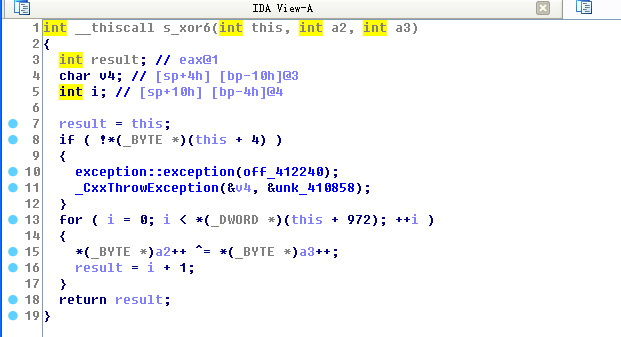 IDA View-A
1 int __thiscall s_xor6(int this, int a2, int a3)
2 {
3   int result; // eax@1
4   char v4; // [sp+4h] [bp-10h]@3
5   int i; // [sp+10h] [bp-4h]@4
6
7   result = this;
8   if ( !*(_BYTE *)(this + 4) )
9   {
10     exception::exception(off_412240);
11     _CxxThrowException(&v4, &unk_410858);
12   }
13   for ( i = 0; i < *(_DWORD *)(this + 972); ++i )
14   {
15     *(_BYTE *)a2++ ^= *(_BYTE *)a3++;
16     result = i + 1;
17   }
18   return result;
19 }